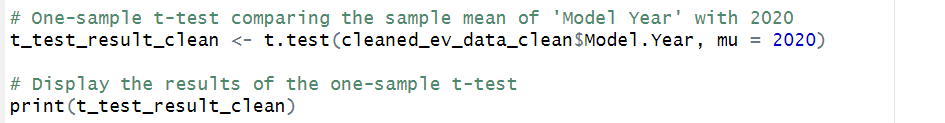 # One-sample t-test comparing the sample mean of 'Model Year' with 2020
t_test_result_clean <- t.test(cleaned_ev_data_clean$Model.Year, mu = 2020)
# Display the results of the one-sample t-test
print(t_test_result_clean)